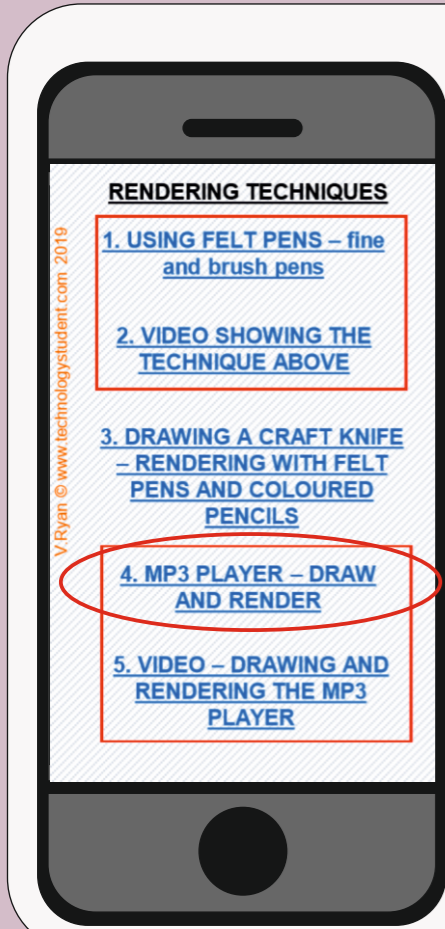 RENDERING TECHNIQUES
1. USING FELT PENS – fine
and brush pens
2. VIDEO SHOWING THE
TECHNIQUE ABOVE
3. DRAWING A CRAFT KNIFE
– RENDERING WITH FELT
PENS AND COLOURED
PENCILS
4. MP3 PLAYER – DRAW
AND RENDER
5. VIDEO – DRAWING AND
RENDERING THE MP3
PLAYER
V.Ryan © www.technologystudent.com 2019